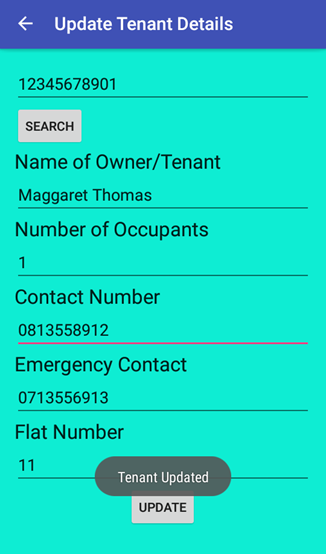 Update Tenant Details
12345678901
SEARCH
Name of Owner/Tenant
Maggaret Thomas
Number of Occupants
1
Contact Number
0813558912
Emergency Contact
0713556913
Flat Number
11
Tenant Updated
UPDATE